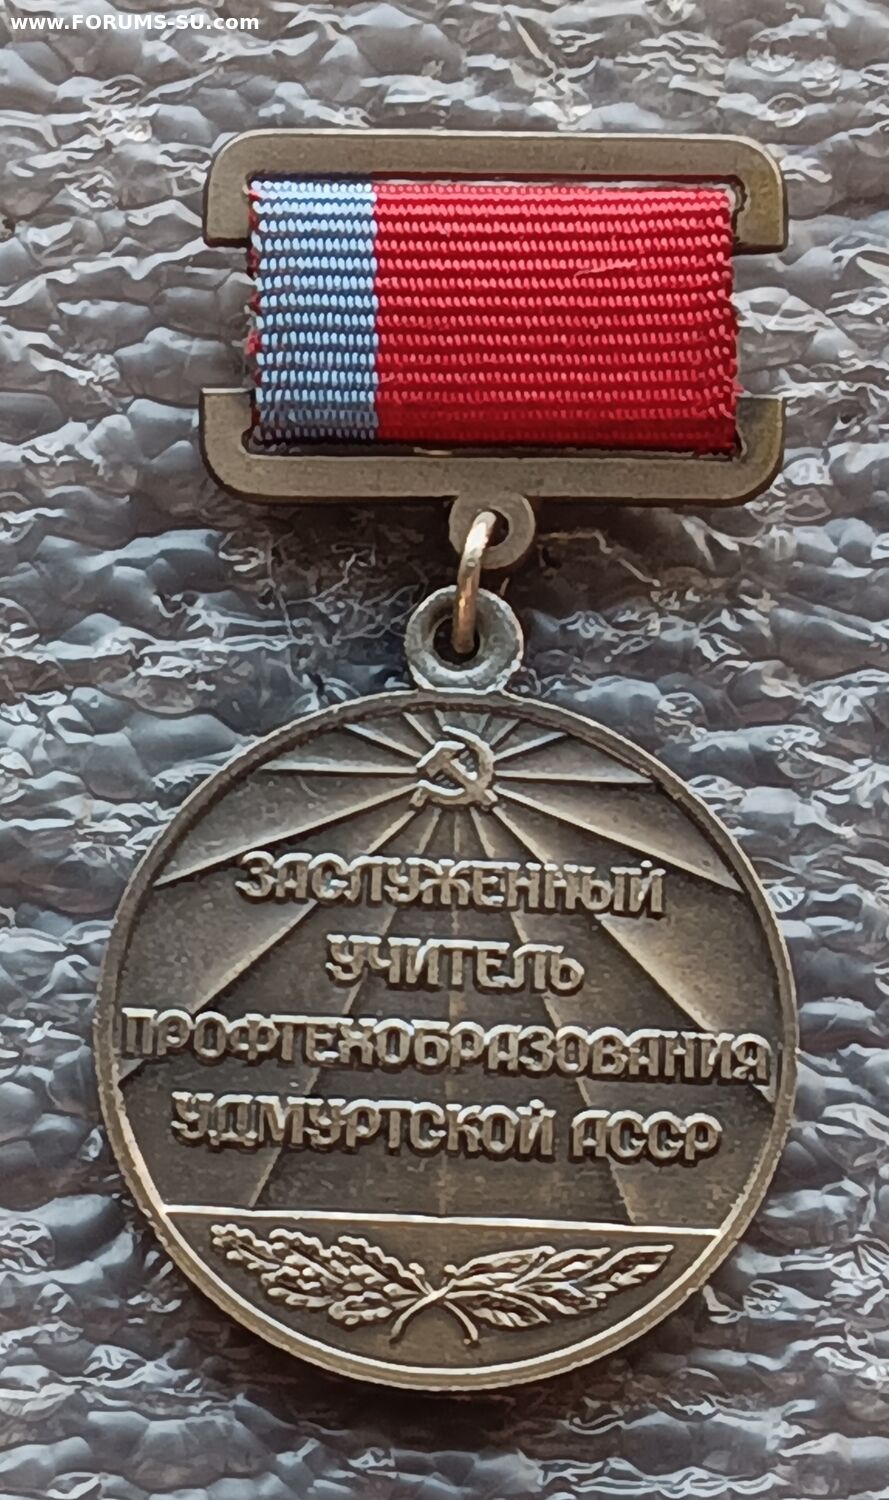 www.FORUMS-SU.com
ЗАСЛУЖЕННЫЙ
УЧИТЕЛЬ
ПРОФТЕХОБРАЗОВАНИЯ
УДМУРТСКОЙ АССР